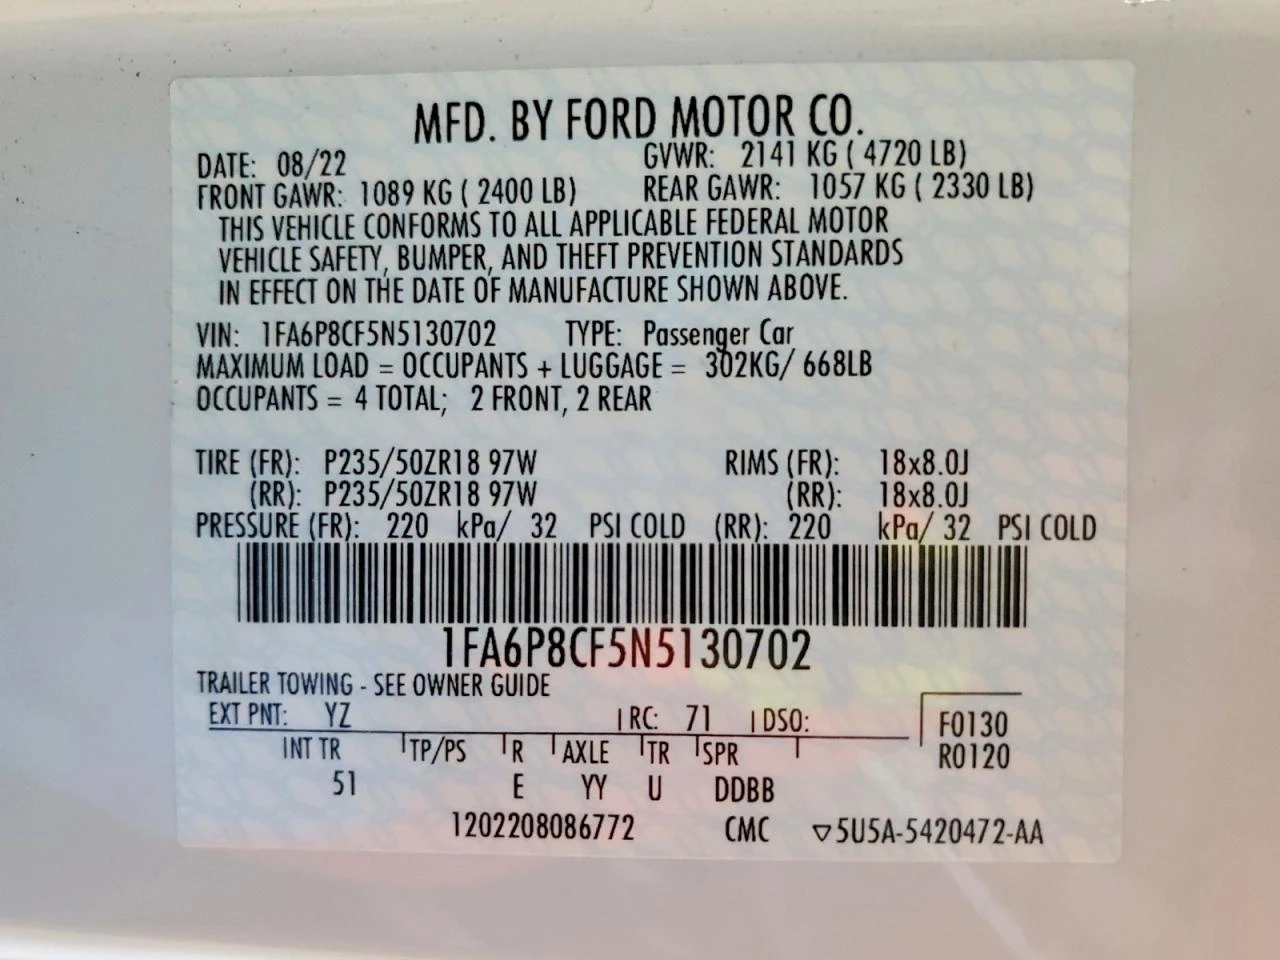 MFD. BY FORD MOTOR CO.
DATE: 08/22 GVWR: 2141 KG ( 4720 LB)
FRONT GAWR: 1089 KG ( 2400 LB) REAR GAWR: 1057 KG ( 2330 LB)
THIS VEHICLE CONFORMS TO ALL APPLICABLE FEDERAL MOTOR
VEHICLE SAFETY, BUMPER, AND THEFT PREVENTION STANDARDS
IN EFFECT ON THE DATE OF MANUFACTURE SHOWN ABOVE.
VIN: 1FA6P8CF5N5130702 TYPE: Passenger Car
MAXIMUM LOAD = OCCUPANTS + LUGGAGE = 302KG/ 668LB
OCCUPANTS = 4 TOTAL; 2 FRONT, 2 REAR
TIRE (FR): P235/50ZR18 97W RIMS (FR): 18x8.0J
(RR): P235/50ZR18 97W (RR): 18x8.0J
PRESSURE (FR): 220 kPa/ 32 PSI COLD (RR): 220 kPa/ 32 PSI COLD
1FA6P8CF5N5130702
TRAILER TOWING - SEE OWNER GUIDE
EXT PNT: YZ RC: 71 DSO: F0130
INT TR TP/PS R AXLE TR SPR R0120
51 E YY U DDBB
1202208086772 CMC ▽5U5A-5420472-AA